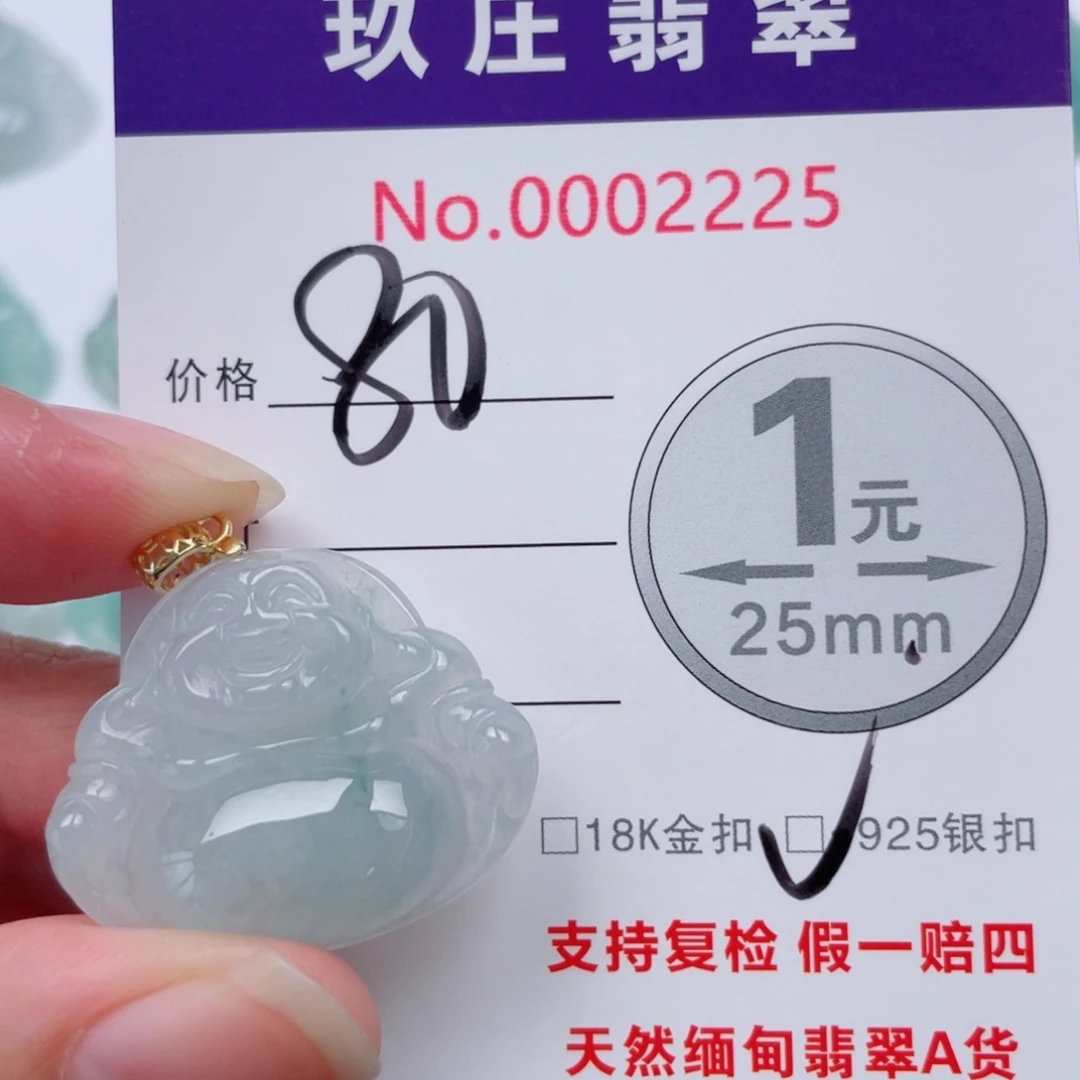 玖庄翡翠
No.0002225
价格 80
1元
25mm
□18K金扣 □ 925银扣
支持复检 假一赔四
天然缅甸翡翠A货